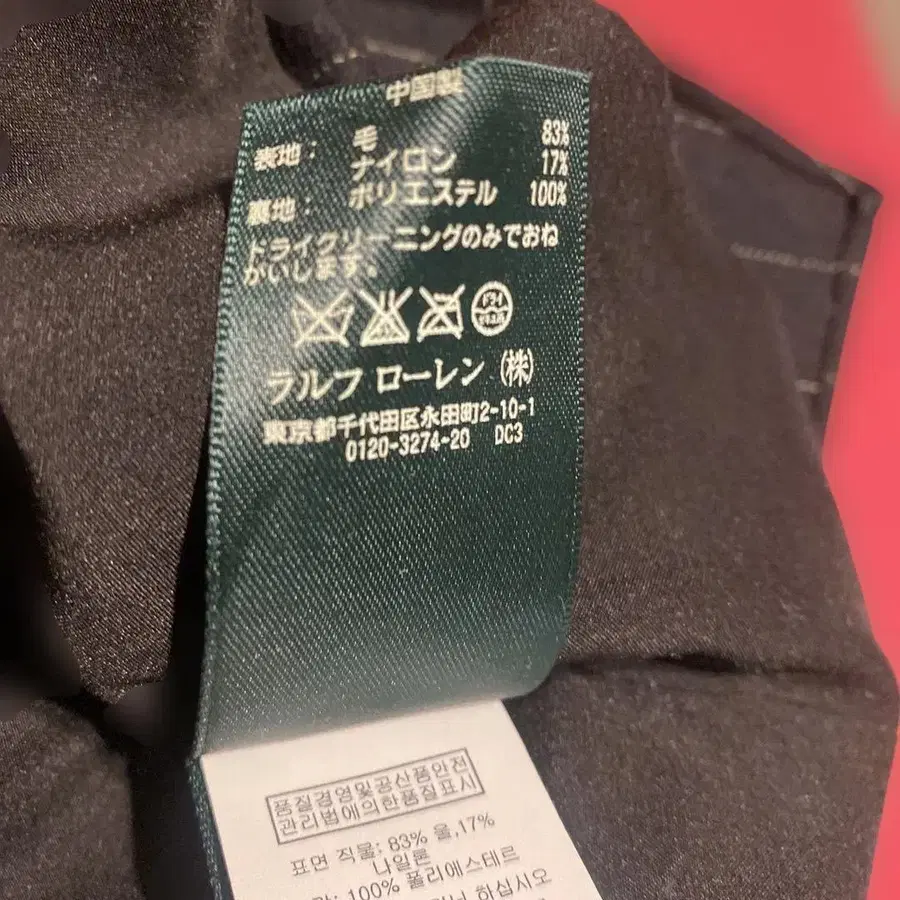 中国製
表地： 毛 83%
ナイロン 17%
裏地： ポリエステル 100%
ドライクリーニングのみでおね
がいします。
ラルフ ローレン (株)
東京都千代田区永田町2-10-1
0120-3274-20 DC3
품질경영및공산품안전
관리법에의한품질표시
표면 직물: 83% 울,17%
나일론
100% 폴리에스테르
하십시오